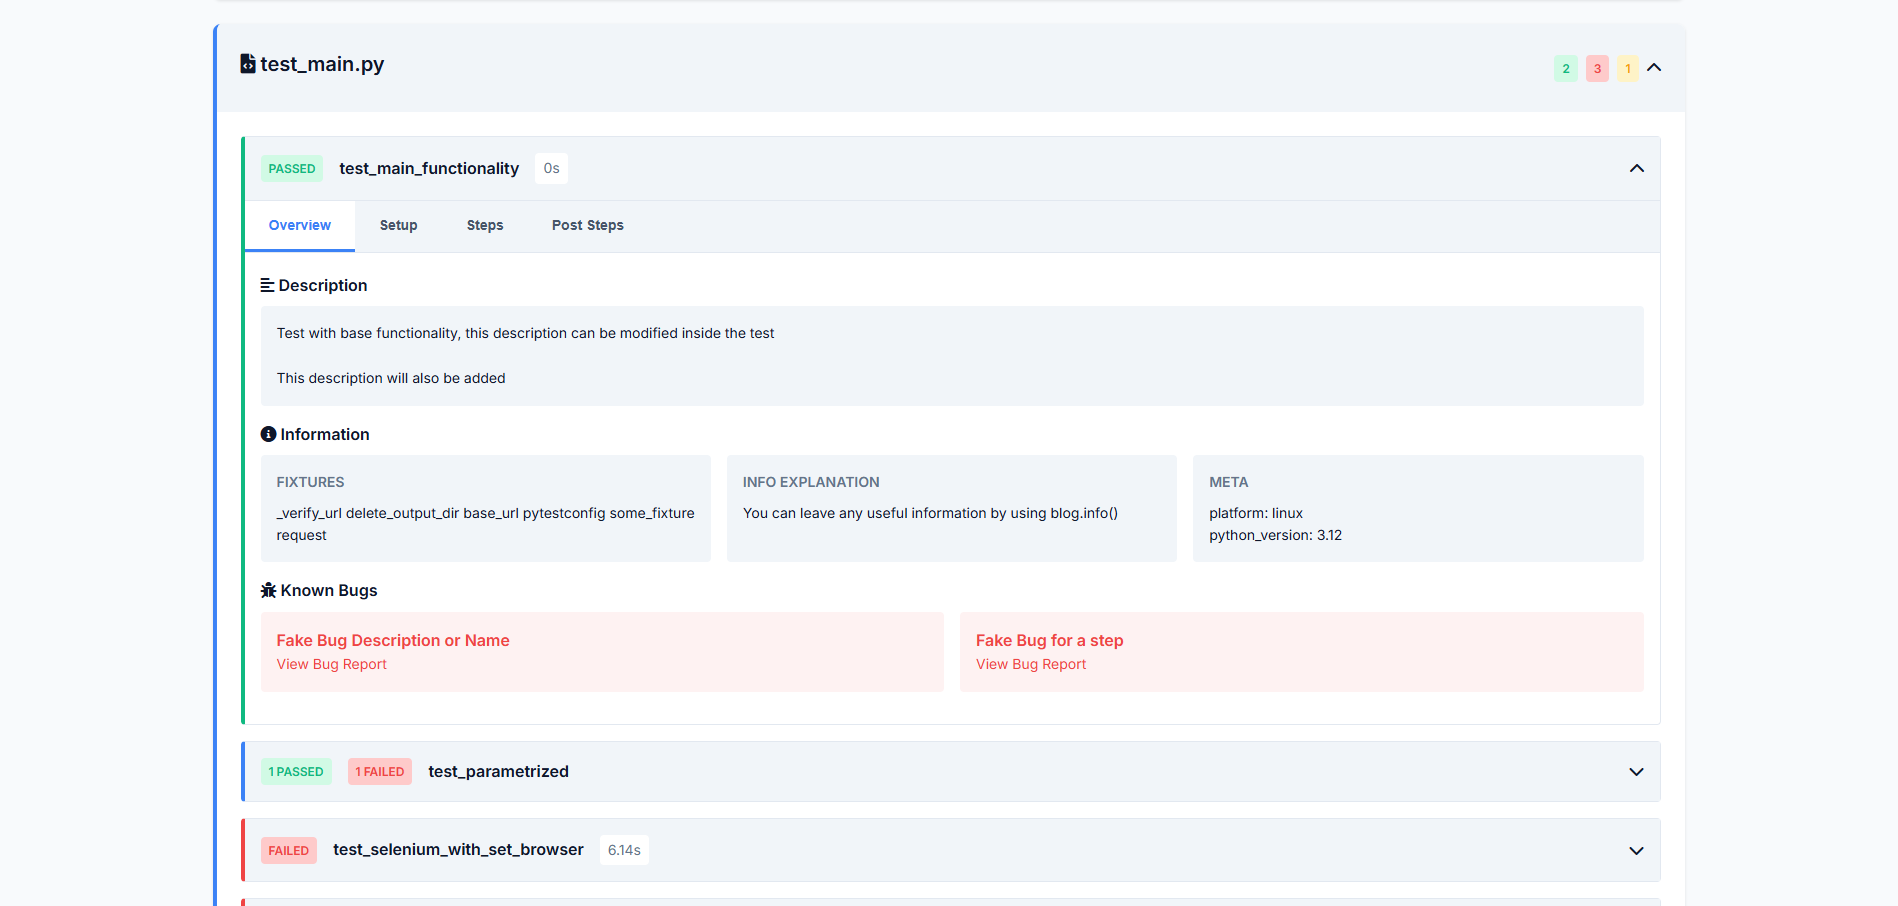 test_main.py
2 3 1
PASSED test_main_functionality 0s
Overview Setup Steps Post Steps
Description
Test with base functionality, this description can be modified inside the test
This description will also be added
Information
FIXTURES
_verify_url delete_output_dir base_url pytestconfig some_fixture
request
INFO EXPLANATION
You can leave any useful information by using blog.info()
META
platform: linux
python_version: 3.12
Known Bugs
Fake Bug Description or Name
View Bug Report
Fake Bug for a step
View Bug Report
1 PASSED 1 FAILED test_parametrized
FAILED test_selenium_with_set_browser 6.14s